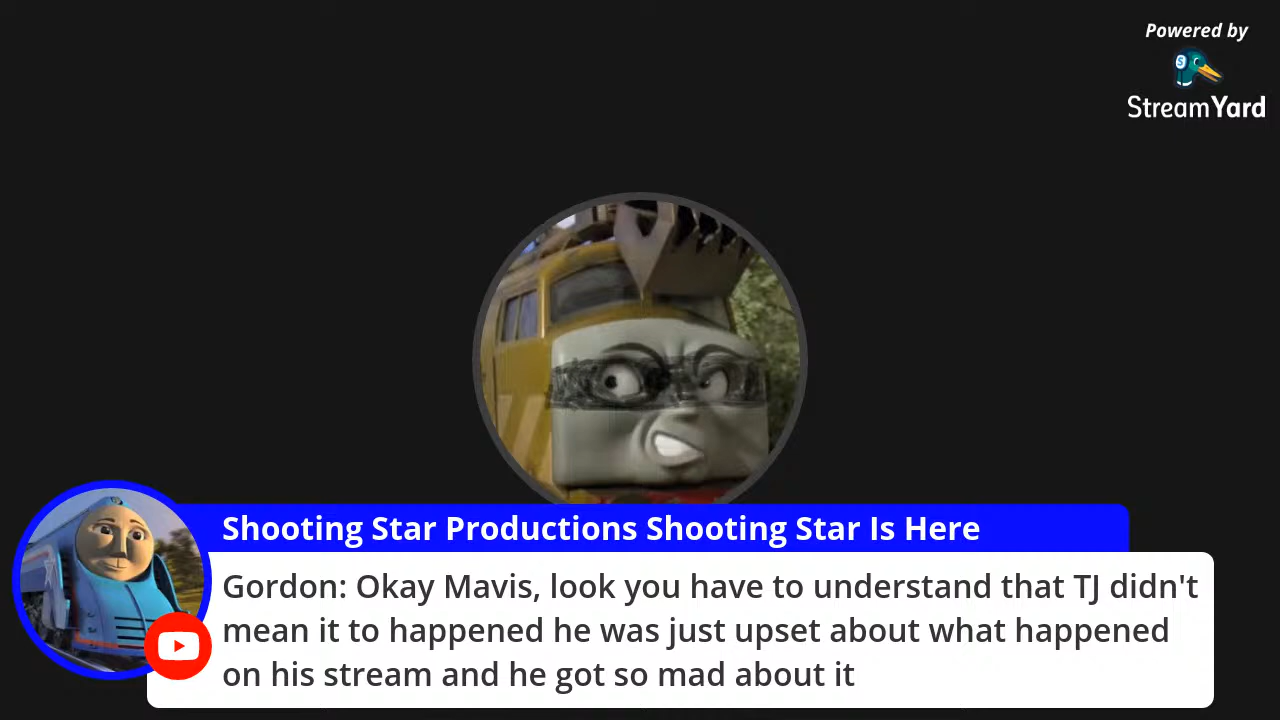 Powered by
StreamYard
Shooting Star Productions Shooting Star Is Here
Gordon: Okay Mavis, look you have to understand that TJ didn't
mean it to happened he was just upset about what happened
on his stream and he got so mad about it